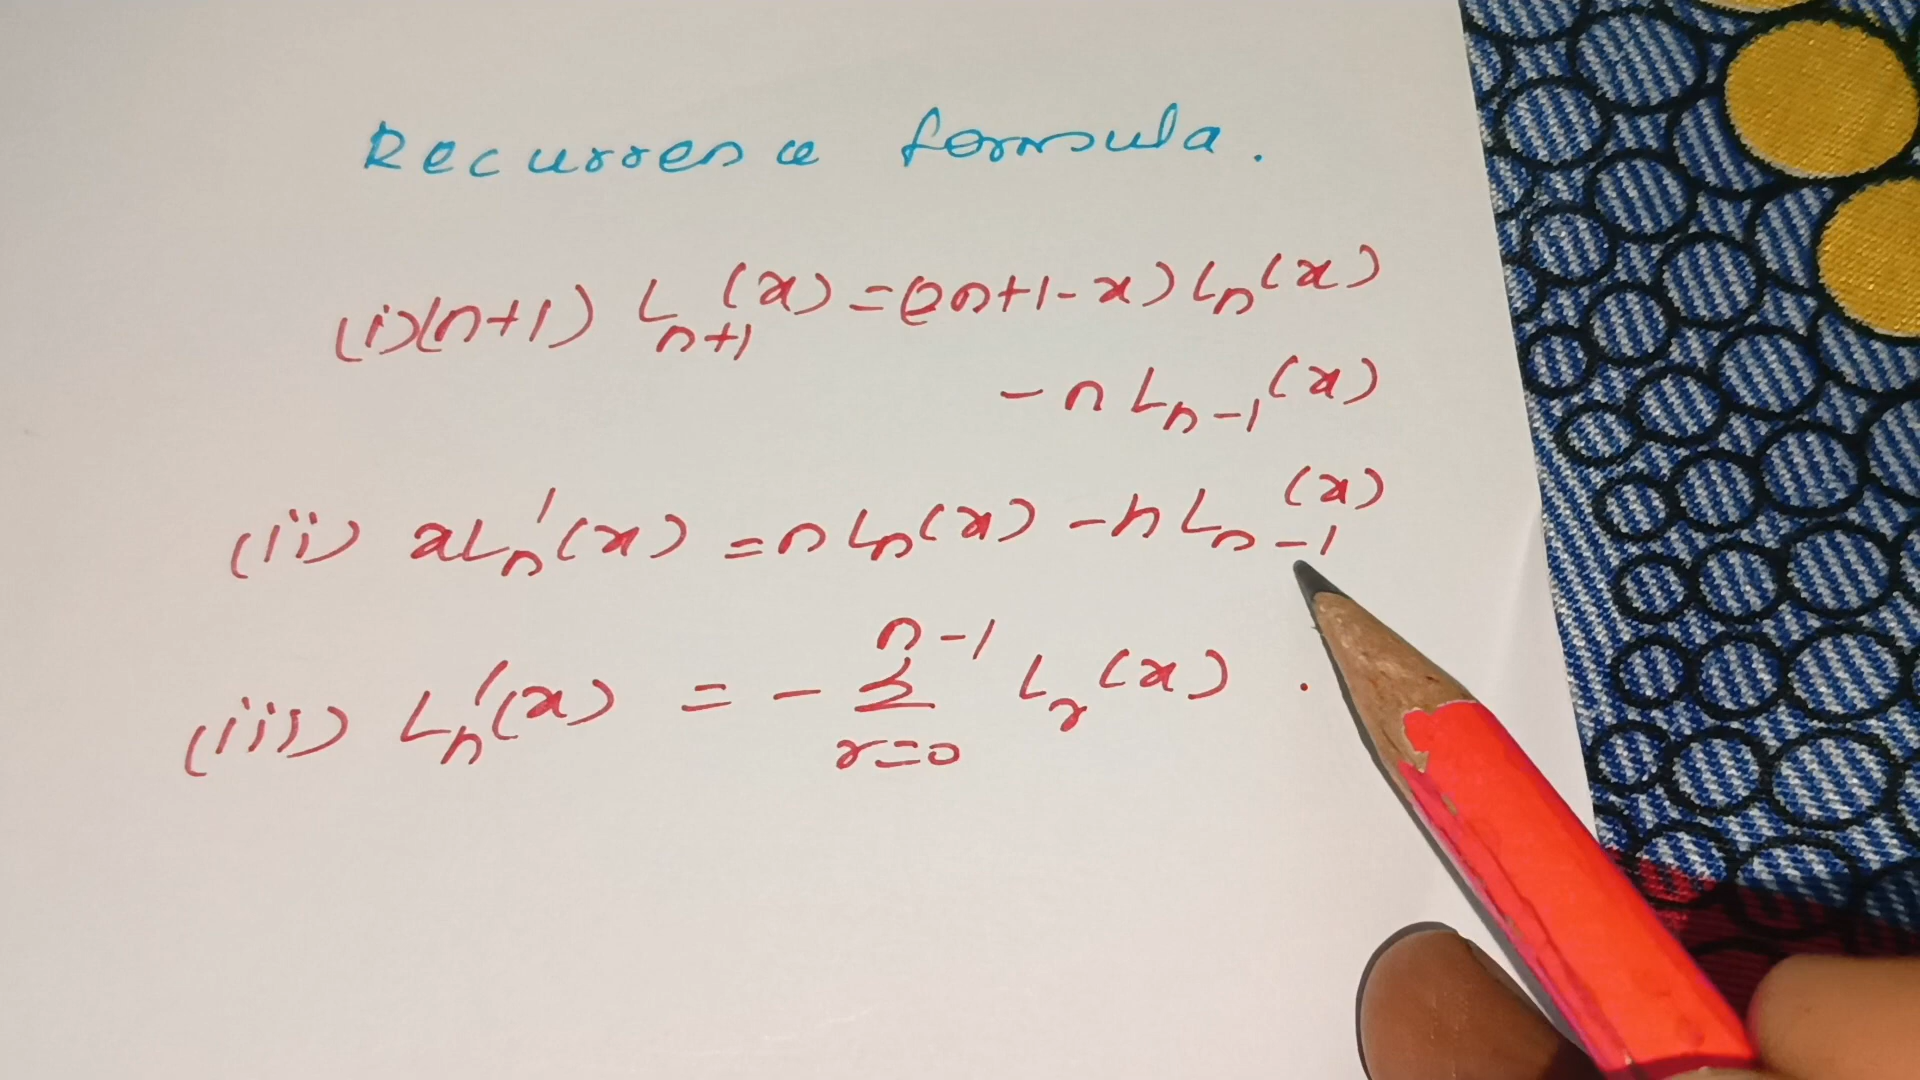 Recurrence formula.
(i) (n+1) L_{n+1}(x) = (2n+1-x) L_n(x)
- n L_{n-1}(x)
(ii) x L_n'(x) = n L_n(x) - n L_{n-1}(x)
(iii) L_n'(x) = - \sum_{r=0}^{n-1} L_r(x).